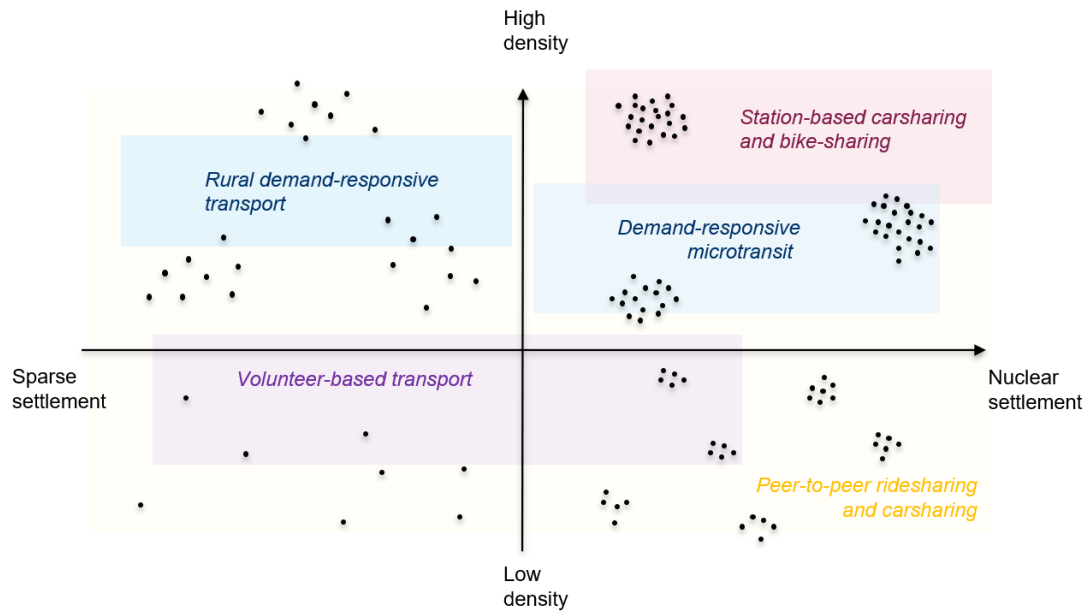 High
density
Station-based carsharing
and bike-sharing
Rural demand-responsive
transport
Demand-responsive
microtransit
Sparse
settlement
Volunteer-based transport
Nuclear
settlement
Peer-to-peer ridesharing
and carsharing
Low
density